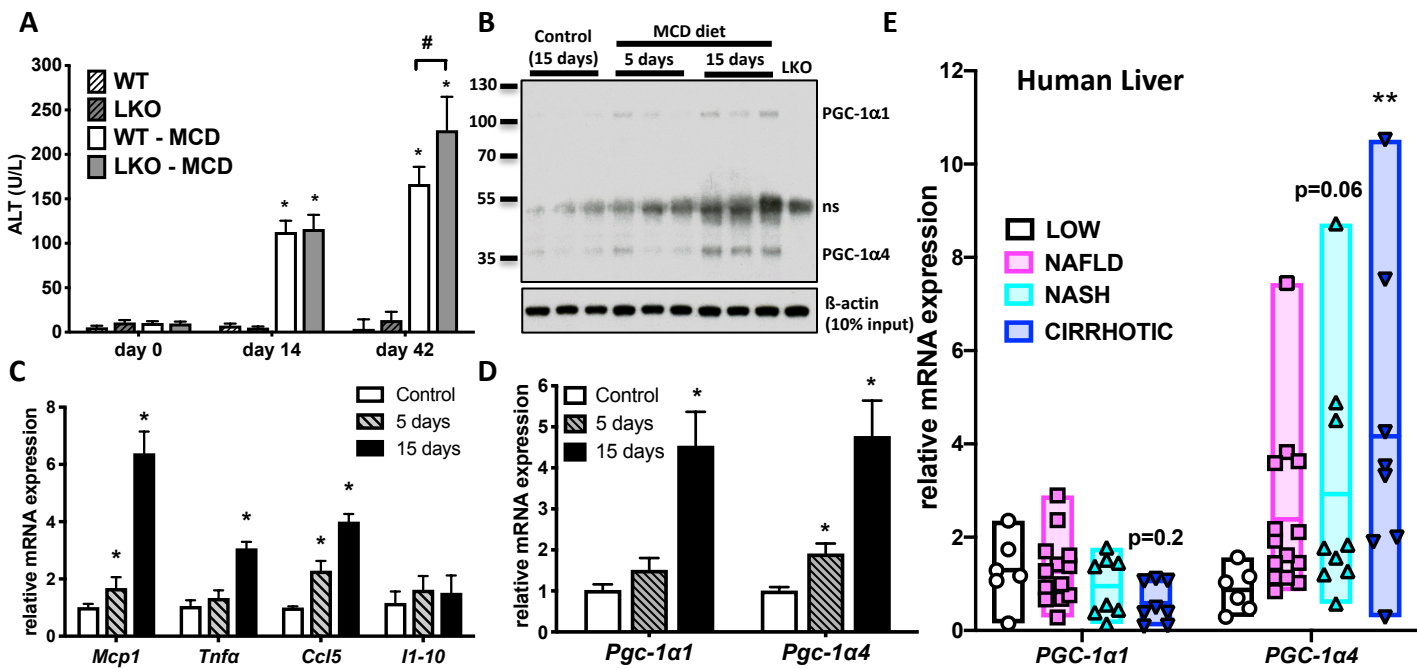 A
ALT (U/L)
300
250
200
150
100
50
0
WT
LKO
WT - MCD
LKO - MCD
#
* * * *
day 0 day 14 day 42
B
Control
(15 days)
MCD diet
5 days 15 days LKO
130
100
70
55
35
PGC-1α1
ns
PGC-1α4
ß-actin
(10% input)
C
relative mRNA expression
8
6
4
2
0
Control
5 days
15 days
* * * * *
Mcp1 Tnfα Ccl5 I1-10
D
relative mRNA expression
6
5
4
3
2
1
0
Control
5 days
15 days
* * *
Pgc-1α1 Pgc-1α4
E
Human Liver
relative mRNA expression
12
10
8
6
4
2
0
LOW
NAFLD
NASH
CIRRHOTIC
p=0.2
p=0.06
**
PGC-1α1 PGC-1α4